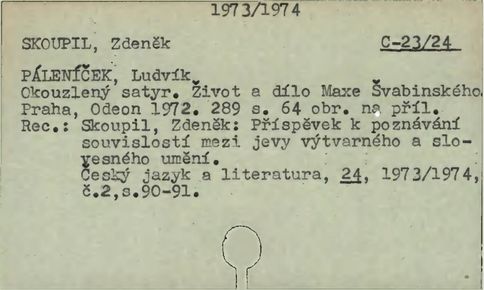 1973/1974
SKOUPIL, Zdeněk C-23/24
PÁLENÍČEK, Ludvík
Okouzlený satyr. Život a dílo Maxe Švabinského.
Praha, Odeon 1972. 289 s. 64 obr. na příl.
Rec.: Skoupil, Zdeněk: Příspěvek k poznávání
souvislostí mezi jevy výtvarného a slo-
vesného umění.
Český jazyk a literatura, 24, 1973/1974,
č.2,s.90-91.